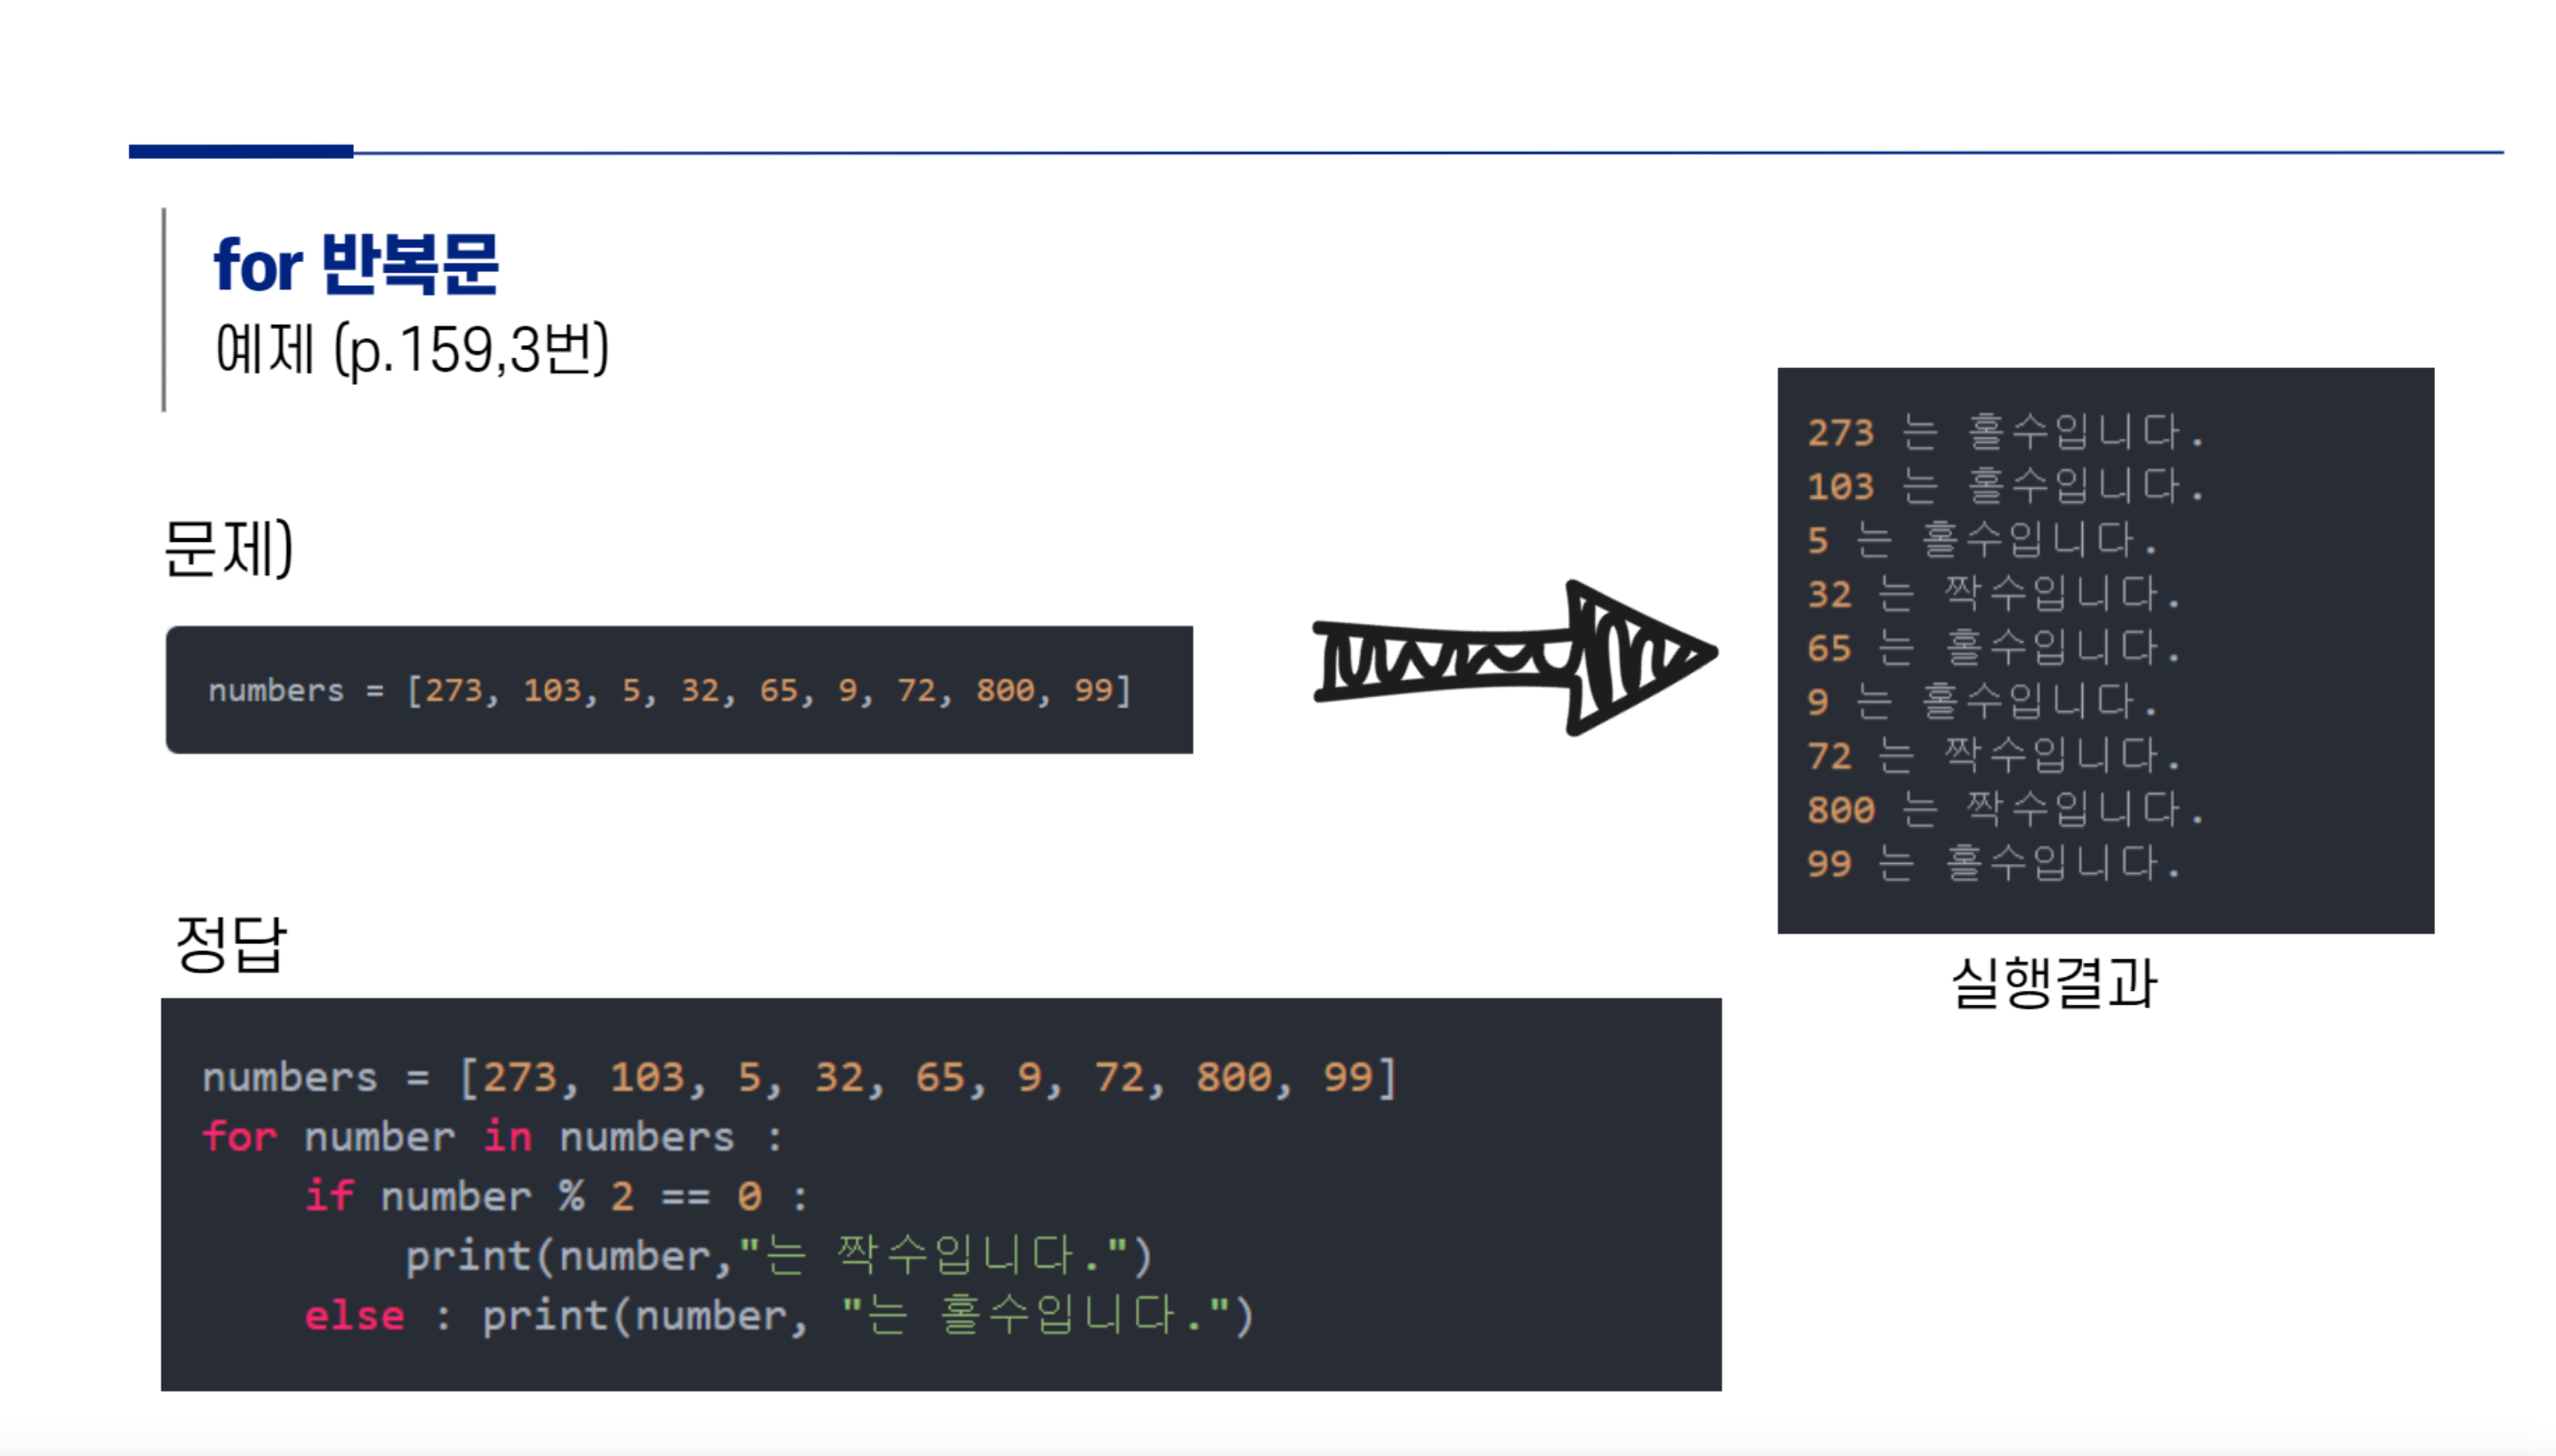 for 반복문
예제 (p.159,3번)
문제)
numbers = [273, 103, 5, 32, 65, 9, 72, 800, 99]
273 는 홀수입니다.
103 는 홀수입니다.
5 는 홀수입니다.
32 는 짝수입니다.
65 는 홀수입니다.
9 는 홀수입니다.
72 는 짝수입니다.
800 는 짝수입니다.
99 는 홀수입니다.
실행결과
정답
numbers = [273, 103, 5, 32, 65, 9, 72, 800, 99]
for number in numbers :
    if number % 2 == 0 :
        print(number,"는 짝수입니다.")
    else : print(number, "는 홀수입니다.")